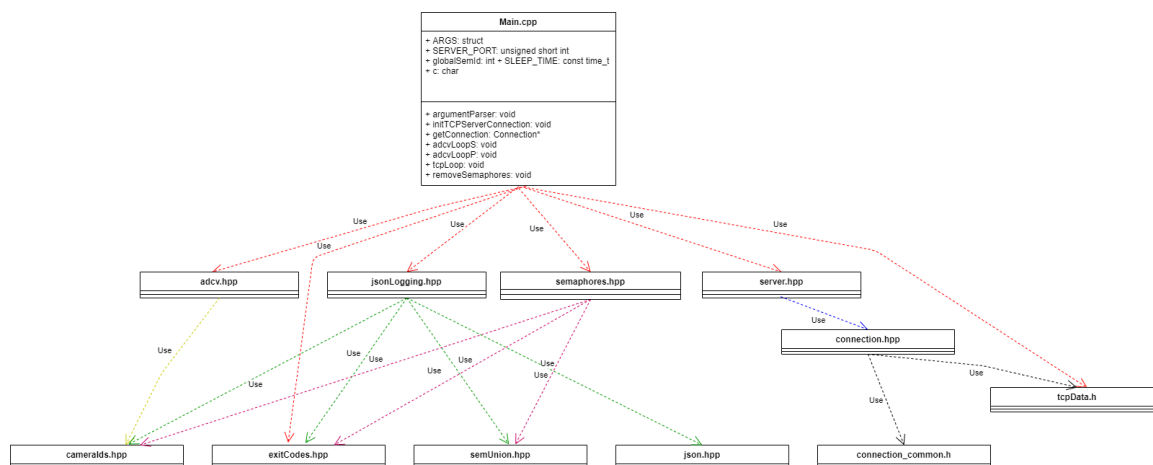 Main.cpp
+ ARGS: struct
+ SERVER_PORT: unsigned short int
+ globalSemId: int + SLEEP_TIME: const time_t
+ c: char
+ argumentParser: void
+ initTCPServerConnection: void
+ getConnection: Connection*
+ adcvLoopS: void
+ adcvLoopP: void
+ tcpLoop: void
+ removeSemaphores: void
Use
Use
Use
Use
Use
Use
adcv.hpp
jsonLogging.hpp
semaphores.hpp
server.hpp
Use
connection.hpp
Use
Use
Use
Use
Use
Use
Use
Use
tcpData.h
Use
cameraIds.hpp
exitCodes.hpp
semUnion.hpp
json.hpp
connection_common.h